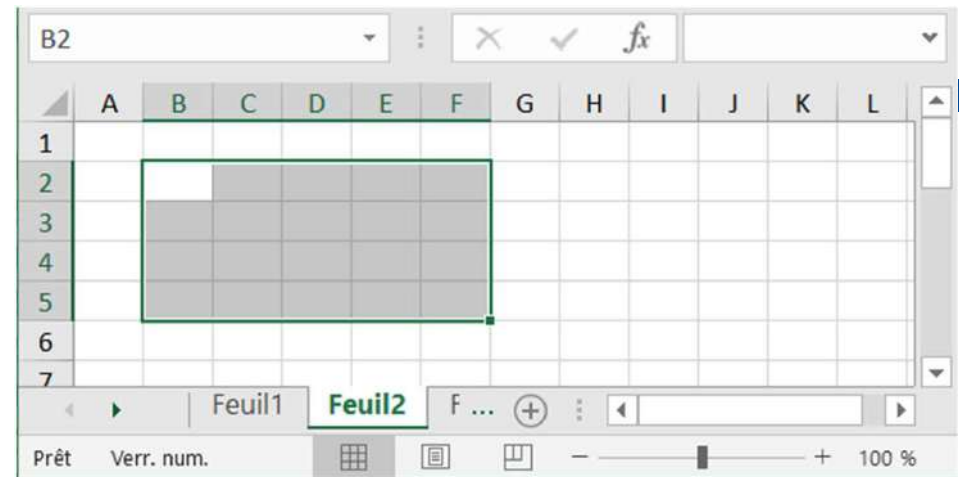 B2 fx
A B C D E F G H I J K L
1
2
3
4
5
6
7
Feuil1 Feuil2 F ...
Prêt Verr. num. 100 %